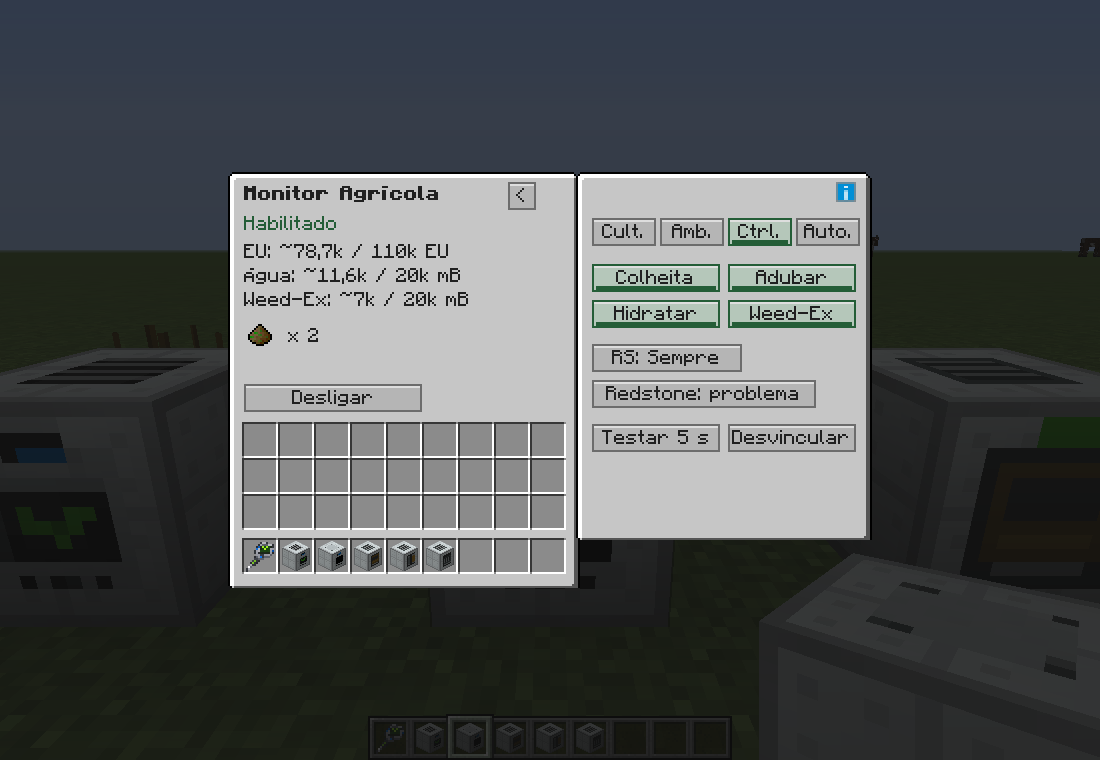 Monitor Agrícola
<
Habilitado
EU: ~78,7k / 110k EU
Água: ~11,6k / 20k mB
Weed-Ex: ~7k / 20k mB
x 2
Desligar
i
Cult. Amb. Ctrl. Auto.
Colheita Adubar
Hidratar Weed-Ex
RS: Sempre
Redstone: problema
Testar 5 s Desvincular